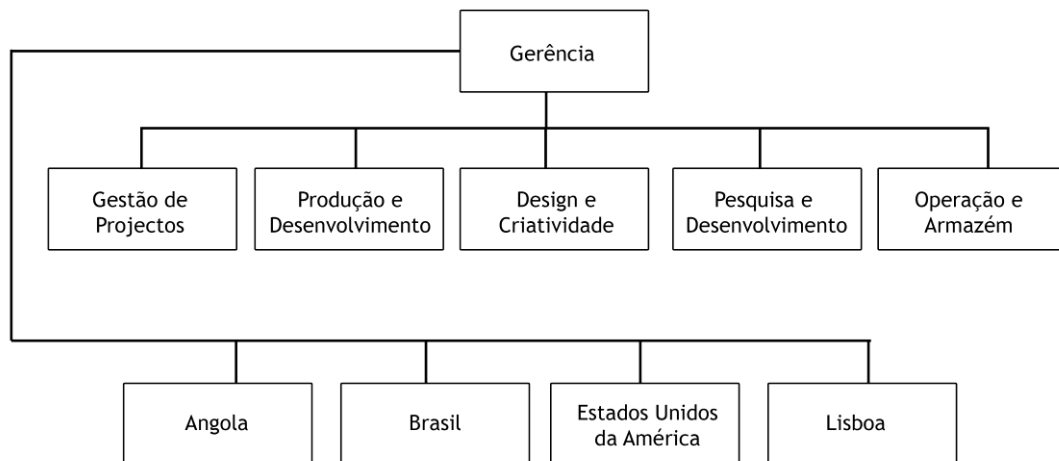 Gerência
Gestão de
Projectos
Produção e
Desenvolvimento
Design e
Criatividade
Pesquisa e
Desenvolvimento
Operação e
Armazém
Angola
Brasil
Estados Unidos
da América
Lisboa